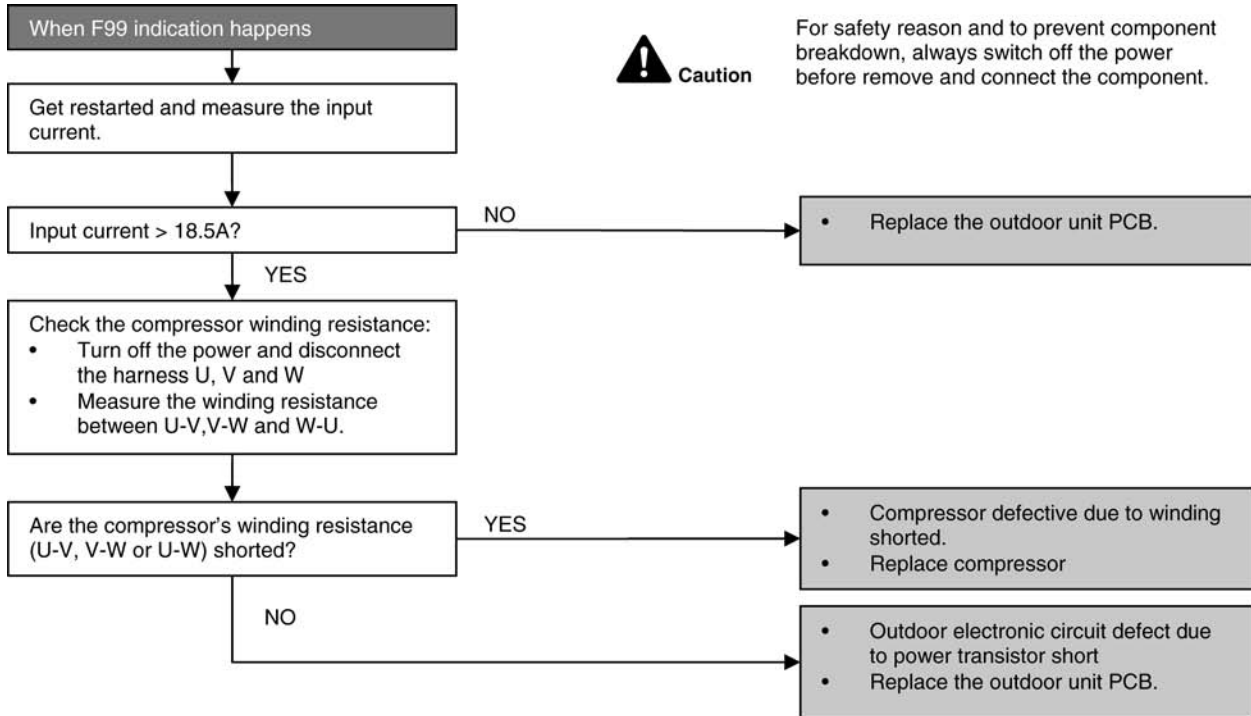 When F99 indication happens
Caution
For safety reason and to prevent component
breakdown, always switch off the power
before remove and connect the component.
Get restarted and measure the input
current.
Input current > 18.5A?
NO
• Replace the outdoor unit PCB.
YES
Check the compressor winding resistance:
• Turn off the power and disconnect
the harness U, V and W
• Measure the winding resistance
between U-V,V-W and W-U.
Are the compressor's winding resistance
(U-V, V-W or U-W) shorted?
YES
• Compressor defective due to winding
shorted.
• Replace compressor
NO
• Outdoor electronic circuit defect due
to power transistor short
• Replace the outdoor unit PCB.